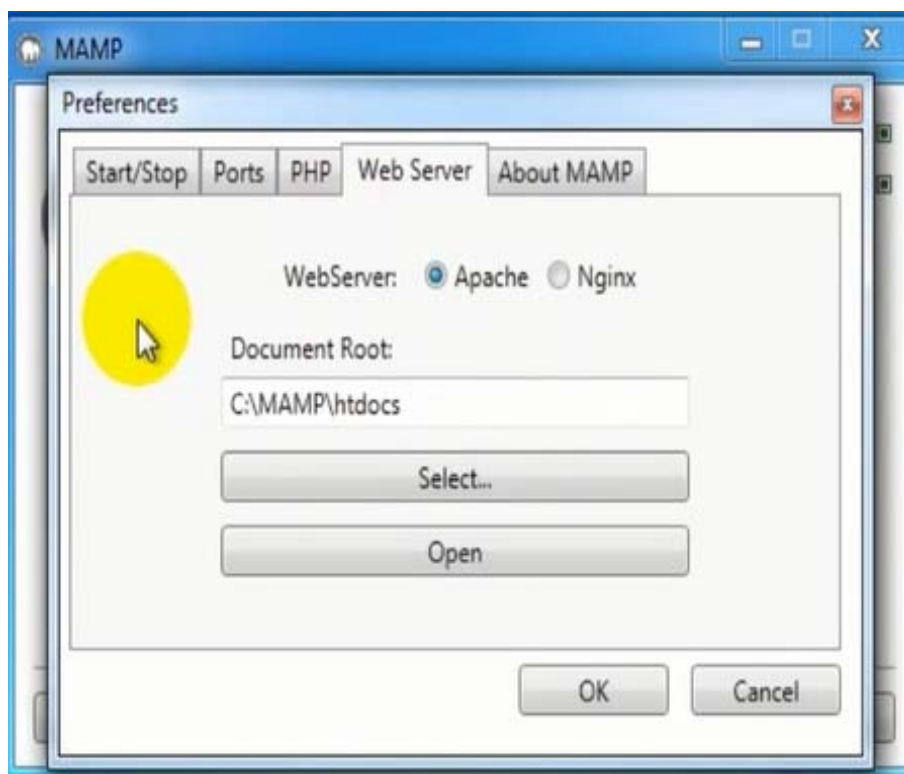 MAMP
Preferences
Start/Stop Ports PHP Web Server About MAMP
WebServer: Apache Nginx
Document Root:
C:\MAMP\htdocs
Select...
Open
OK Cancel